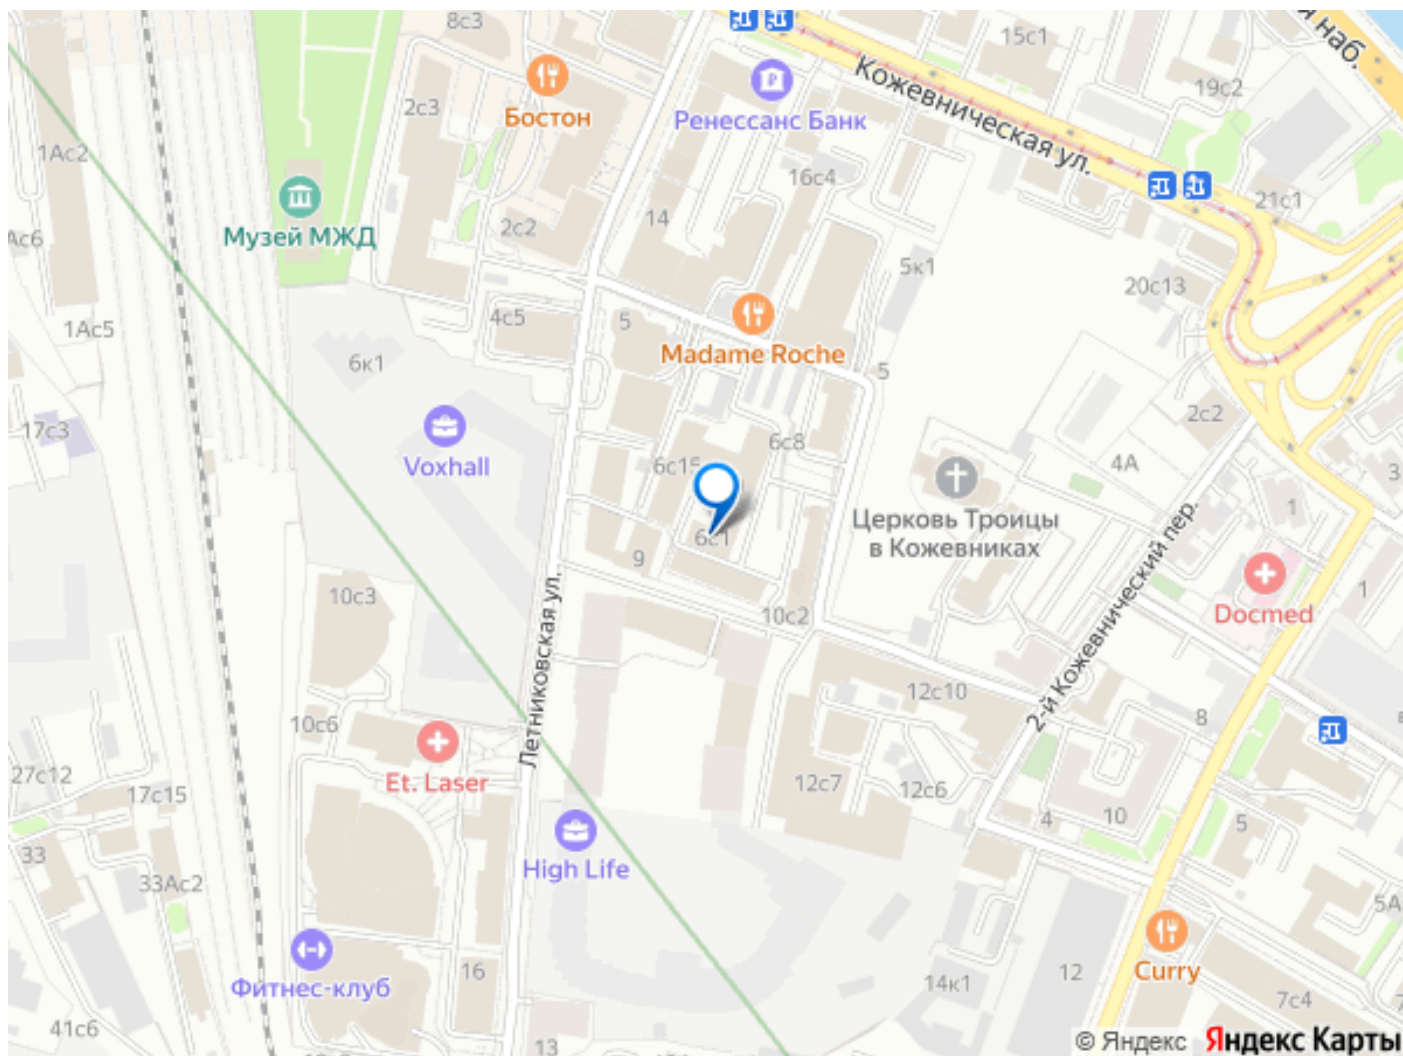 8с3
15с1
я наб.
Кожевническая ул.
Бостон
2с3
Ренессанс Банк
19с2
1Ас2
16с4
21с1
Музей МЖД
2с2
14
Ас6
5к1
20с13
1Ас5
4с5
5
Madame Roche
6к1
5
2с2
17с3
Voxhall
6с15
6с8
4А
3
1
Церковь Троицы
в Кожевниках
2-й Кожевнический пер.
9
10с3
Летниковская ул.
10с2
Docmed
1
12с10
8
10с6
Et. Laser
27с12
17с15
12с7
12с6
4
10
5
High Life
33
33Ас2
5А
Фитнес-клуб
16
14к1
12
Curry
7с4
41с6
13
© Яндекс Яндекс Карты